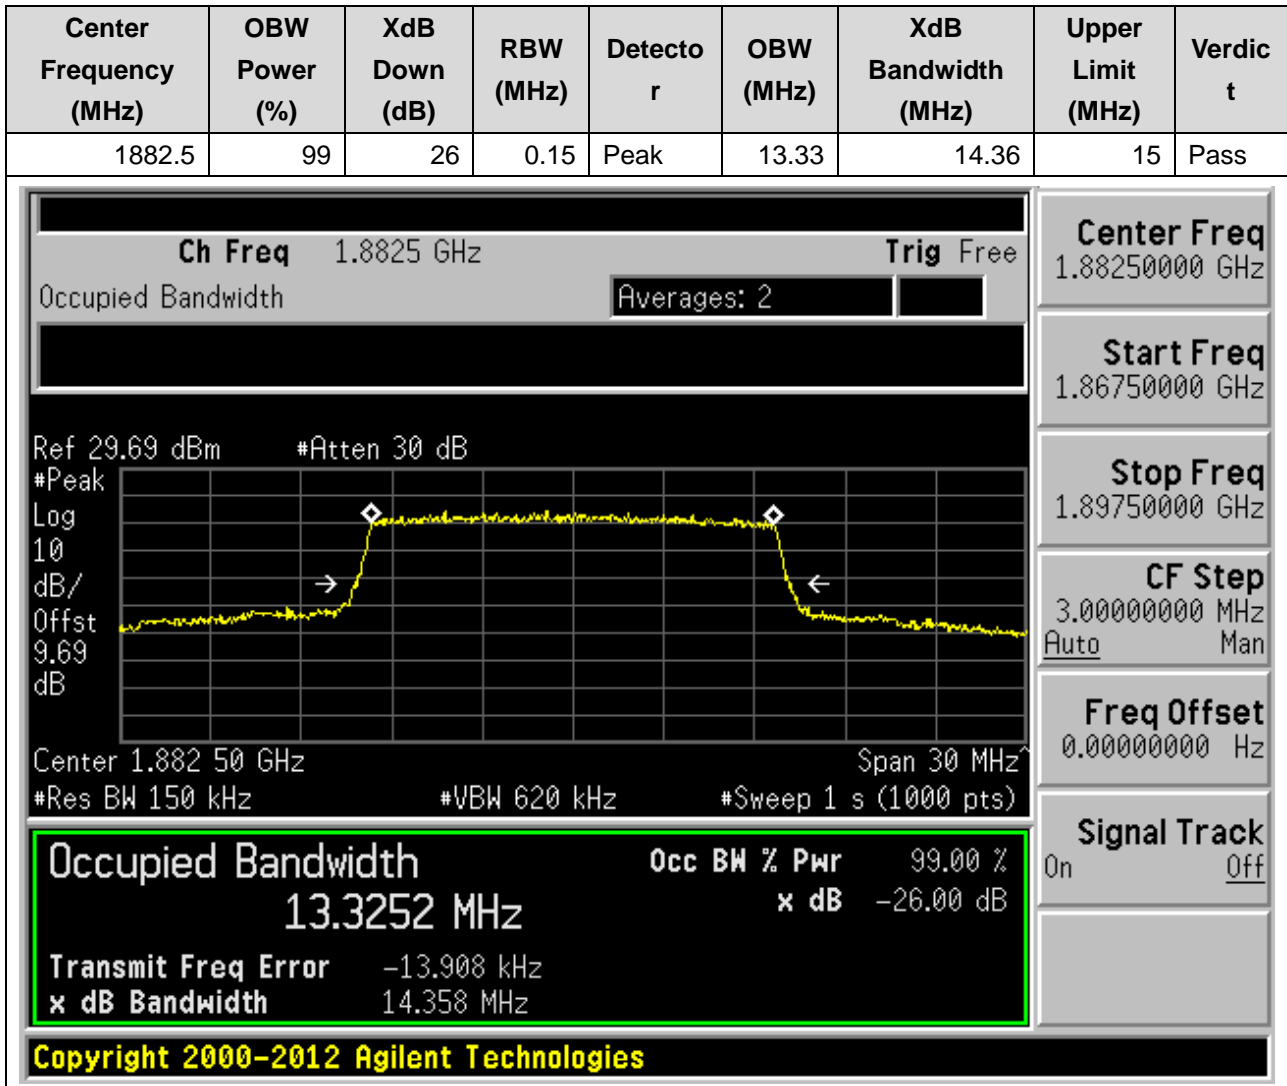 Center Frequency (MHz) OBW Power (%) XdB Down (dB) RBW (MHz) Detecto r OBW (MHz) XdB Bandwidth (MHz) Upper Limit (MHz) Verdic t
1882.5 99 26 0.15 Peak 13.33 14.36 15 Pass
Ch Freq 1.8825 GHz Trig Free
Occupied Bandwidth Averages: 2
Ref 29.69 dBm #Atten 30 dB
#Peak
Log
10
dB/
Offst
9.69
dB
Center 1.882 50 GHz Span 30 MHz^
#Res BW 150 kHz #VBW 620 kHz #Sweep 1 s (1000 pts)
Occupied Bandwidth Occ BW % Pwr 99.00 %
13.3252 MHz x dB -26.00 dB
Transmit Freq Error -13.908 kHz
x dB Bandwidth 14.358 MHz
Copyright 2000-2012 Agilent Technologies
Center Freq
1.88250000 GHz
Start Freq
1.86750000 GHz
Stop Freq
1.89750000 GHz
CF Step
3.00000000 MHz
Auto Man
Freq Offset
0.00000000 Hz
Signal Track
On Off